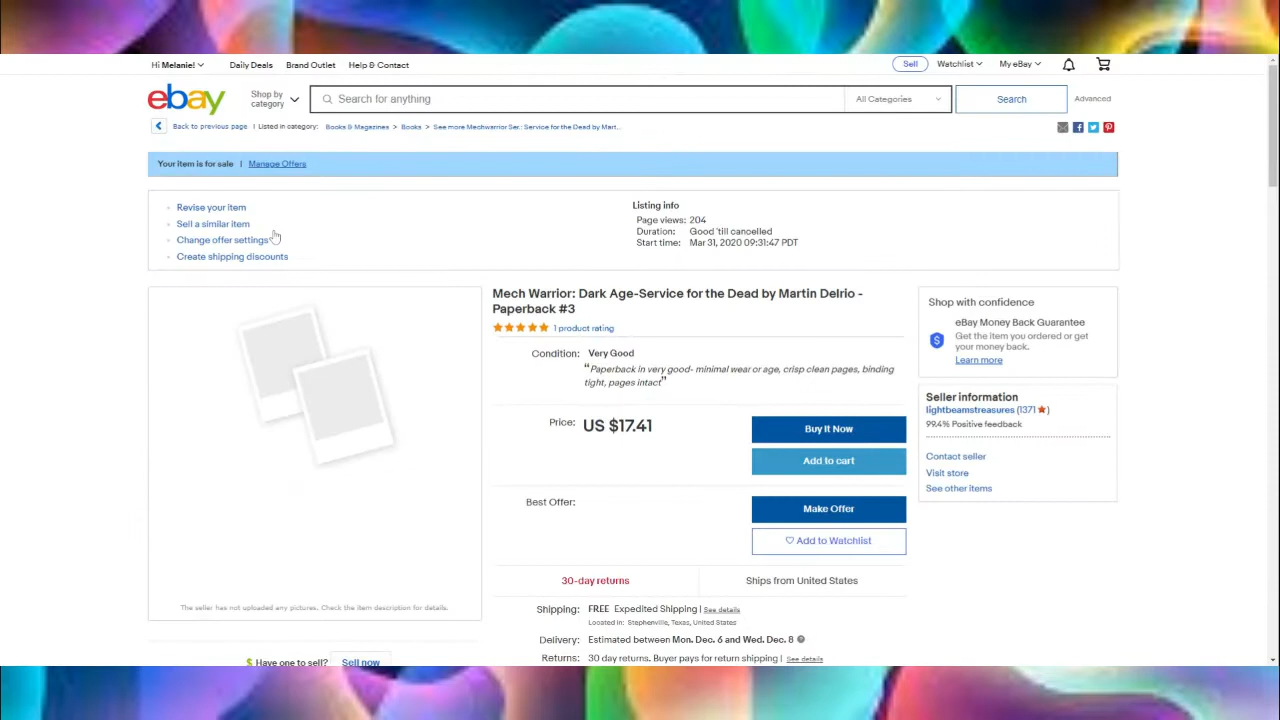 Hi Melanie!
Daily Deals
Brand Outlet
Help & Contact
Sell
Watchlist
My eBay
ebay
Shop by category
Search for anything
All Categories
Search
Advanced
Back to previous page | Listed in category:
Books & Magazines > Books > See more Mechwarrior Ser.: Service for the Dead by Mart...
Your item is for sale | Manage Offers
Revise your item
Sell a similar item
Change offer settings
Create shipping discounts
Listing info
Page views: 204
Duration: Good 'till cancelled
Start time: Mar 31, 2020 09:31:47 PDT
The seller has not uploaded any pictures. Check the item description for details.
$ Have one to sell? Sell now
Mech Warrior: Dark Age-Service for the Dead by Martin Delrio -
Paperback #3
1 product rating
Condition: Very Good
“Paperback in very good- minimal wear or age, crisp clean pages, binding
tight, pages intact”
Price: US $17.41
Buy It Now
Add to cart
Best Offer:
Make Offer
Add to Watchlist
30-day returns
Ships from United States
Shipping: FREE Expedited Shipping | See details
Located in: Stephenville, Texas, United States
Delivery: Estimated between Mon. Dec. 6 and Wed. Dec. 8
Returns: 30 day returns. Buyer pays for return shipping | See details
Shop with confidence
eBay Money Back Guarantee
Get the item you ordered or get
your money back.
Learn more
Seller information
lightbeamstreasures (1371)
99.4% Positive feedback
Contact seller
Visit store
See other items